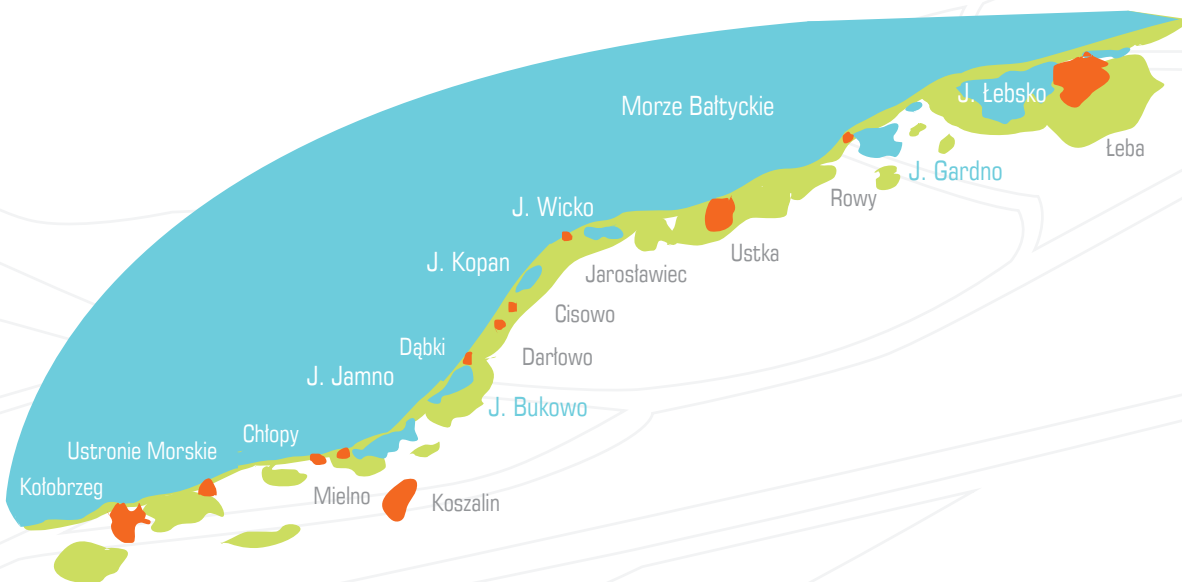 Morze Bałtyckie
J. Łebsko
Łeba
J. Gardno
Rowy
J. Wicko
Ustka
J. Kopan
Jarosławiec
Cisowo
Dąbki
Darłowo
J. Jamno
J. Bukowo
Chłopy
Ustronie Morskie
Kołobrzeg
Mielno
Koszalin